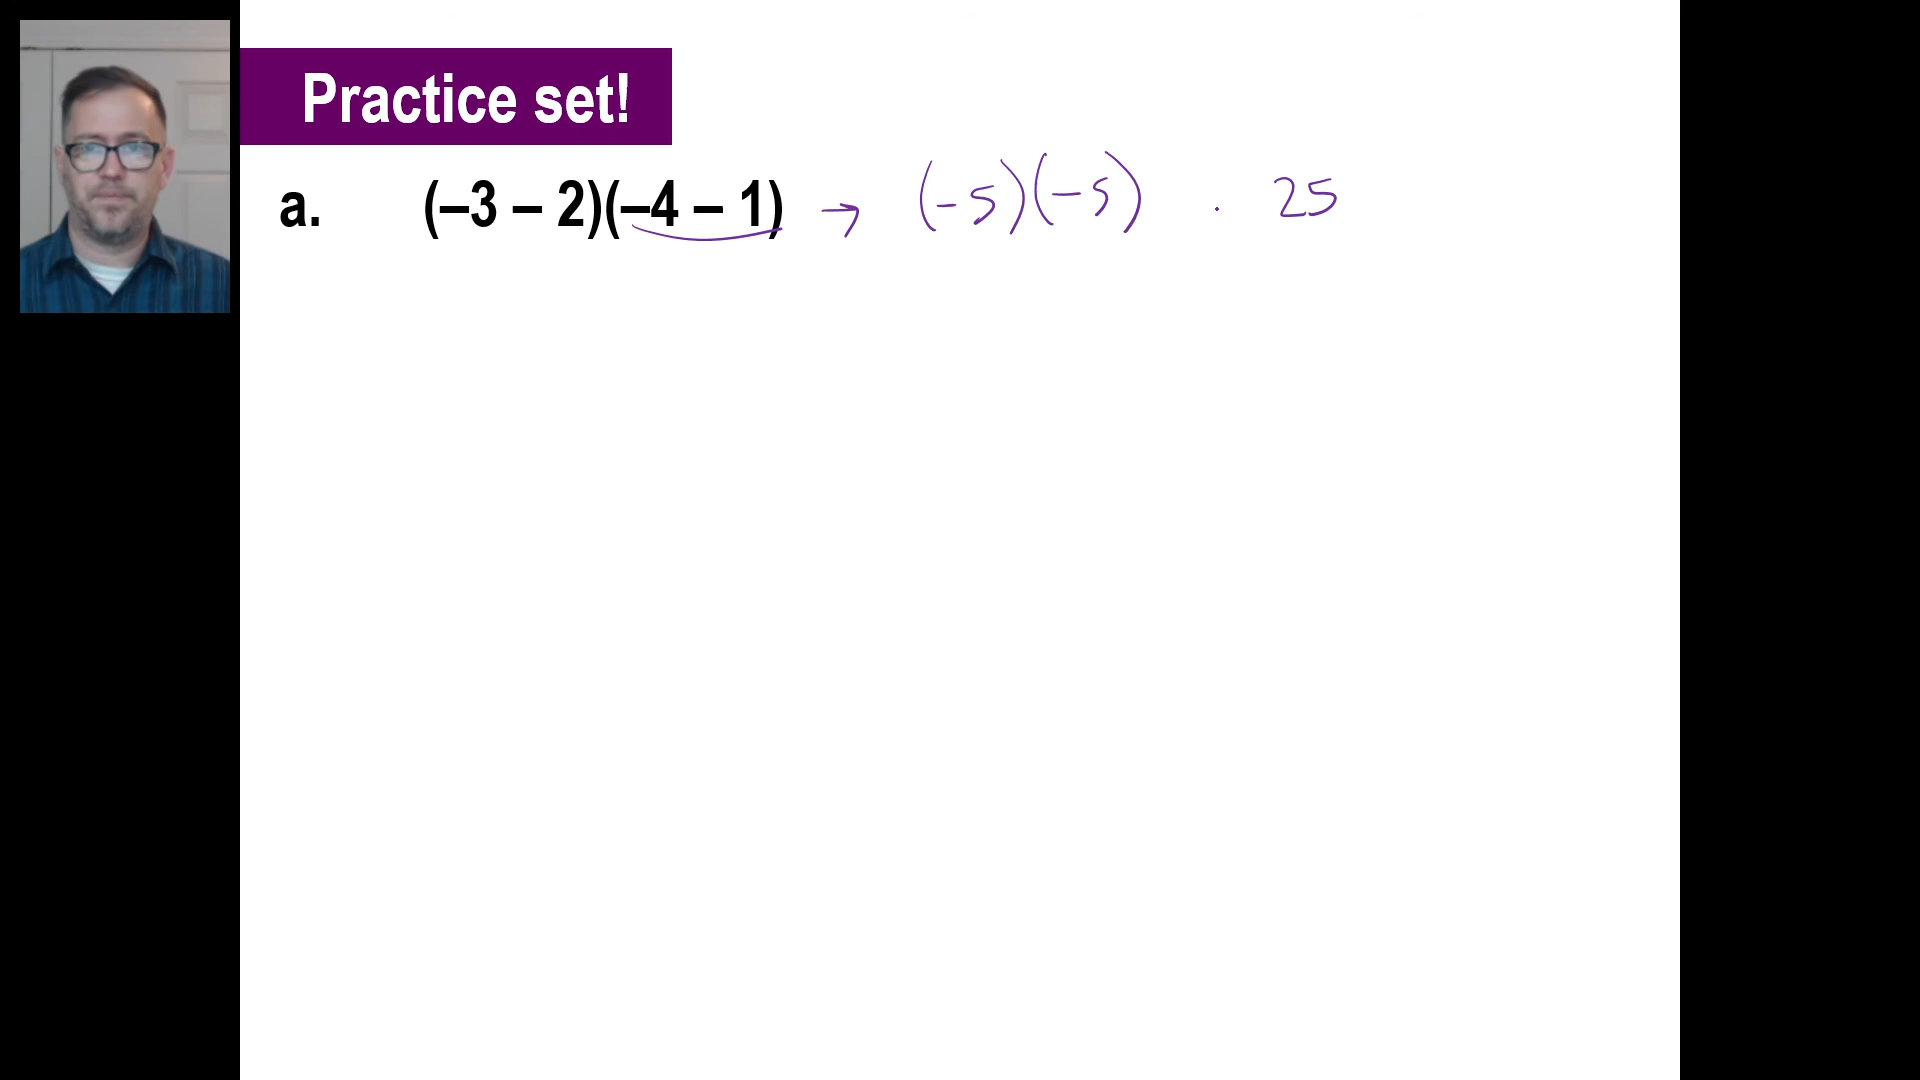 Practice set!
a. (–3 – 2)(–4 – 1) → (-5)(-5) · 25